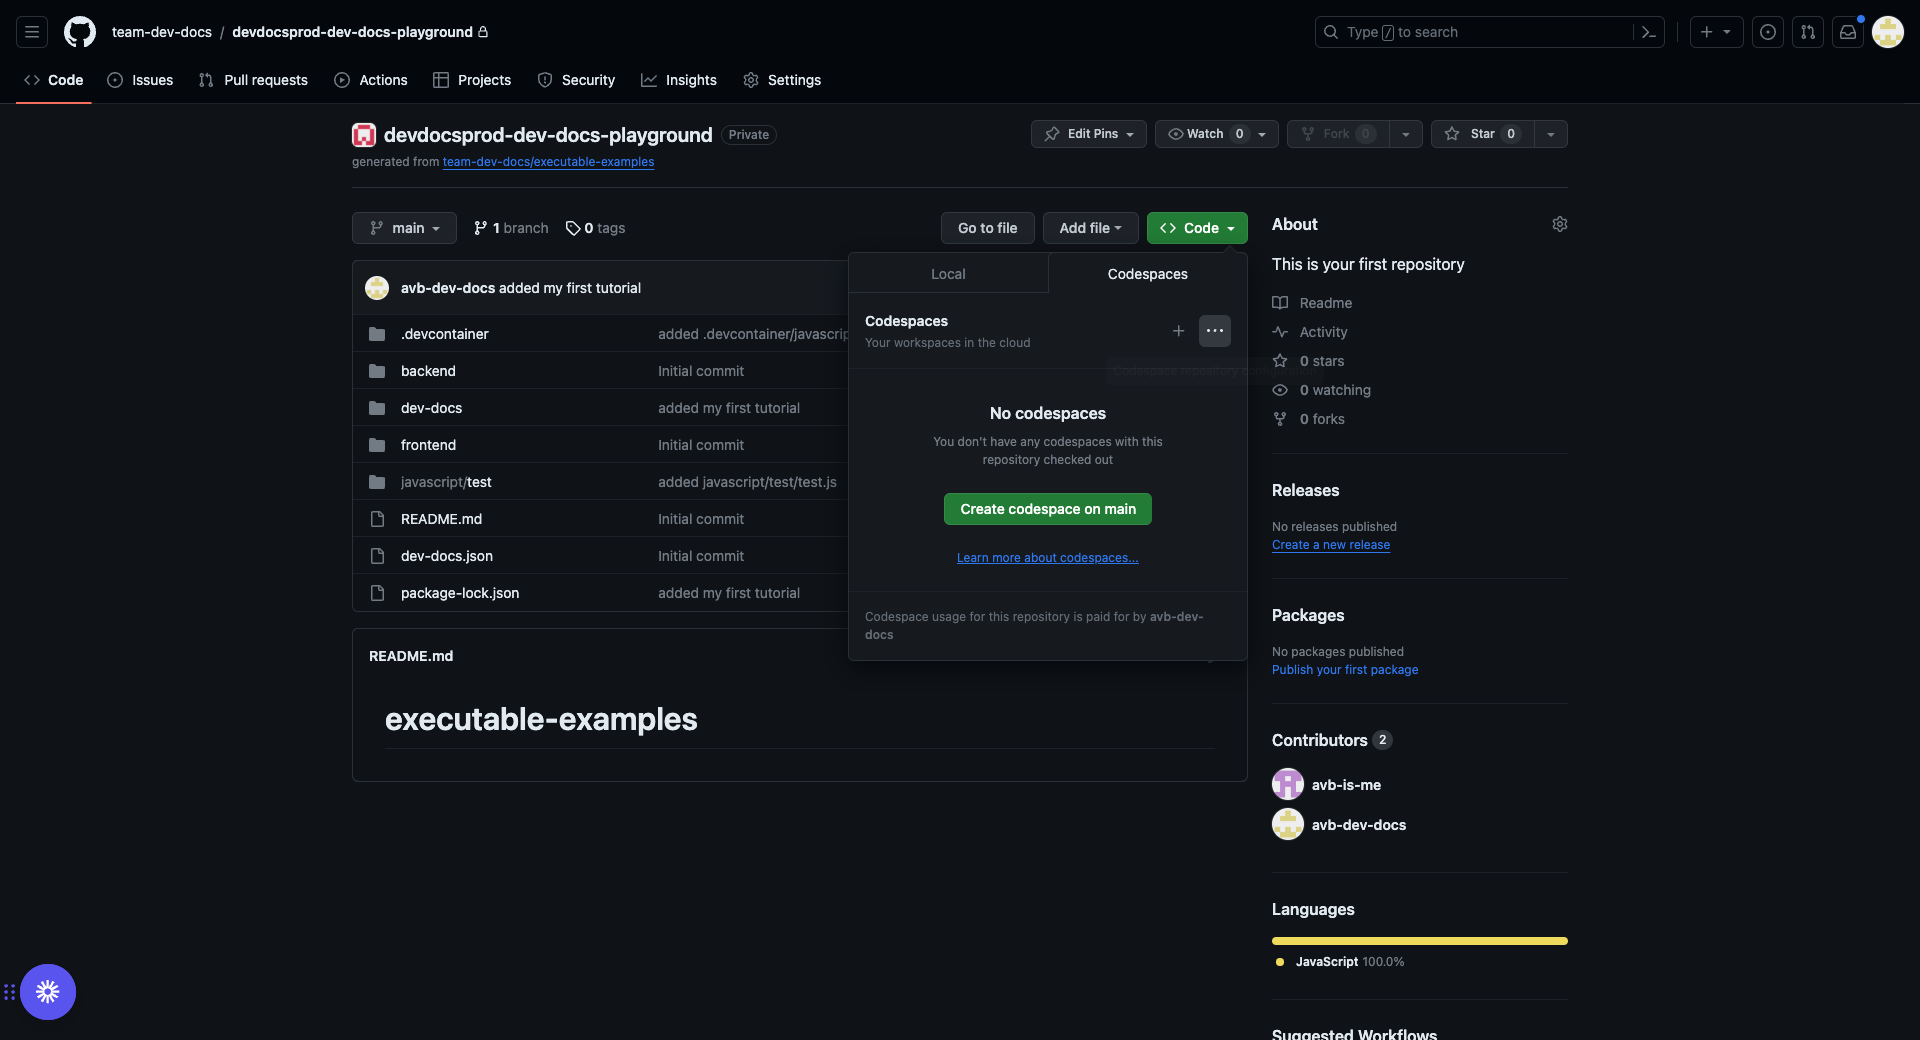 team-dev-docs / devdocsprod-dev-docs-playground
Type / to search
Code
Issues
Pull requests
Actions
Projects
Security
Insights
Settings
devdocsprod-dev-docs-playground Private
generated from team-dev-docs/executable-examples
Edit Pins
Watch 0
Fork 0
Star 0
main
1 branch
0 tags
Go to file
Add file
Code
avb-dev-docs added my first tutorial
.devcontainer added .devcontainer/javascrip
backend Initial commit
dev-docs added my first tutorial
frontend Initial commit
javascript/test added javascript/test/test.js
README.md Initial commit
dev-docs.json Initial commit
package-lock.json added my first tutorial
README.md
executable-examples
Local
Codespaces
Codespaces
Your workspaces in the cloud
Codespace repository configuration
No codespaces
You don't have any codespaces with this
repository checked out
Create codespace on main
Learn more about codespaces...
Codespace usage for this repository is paid for by avb-dev-
docs
About
This is your first repository
Readme
Activity
0 stars
0 watching
0 forks
Releases
No releases published
Create a new release
Packages
No packages published
Publish your first package
Contributors 2
avb-is-me
avb-dev-docs
Languages
JavaScript 100.0%
Suggested Workflows